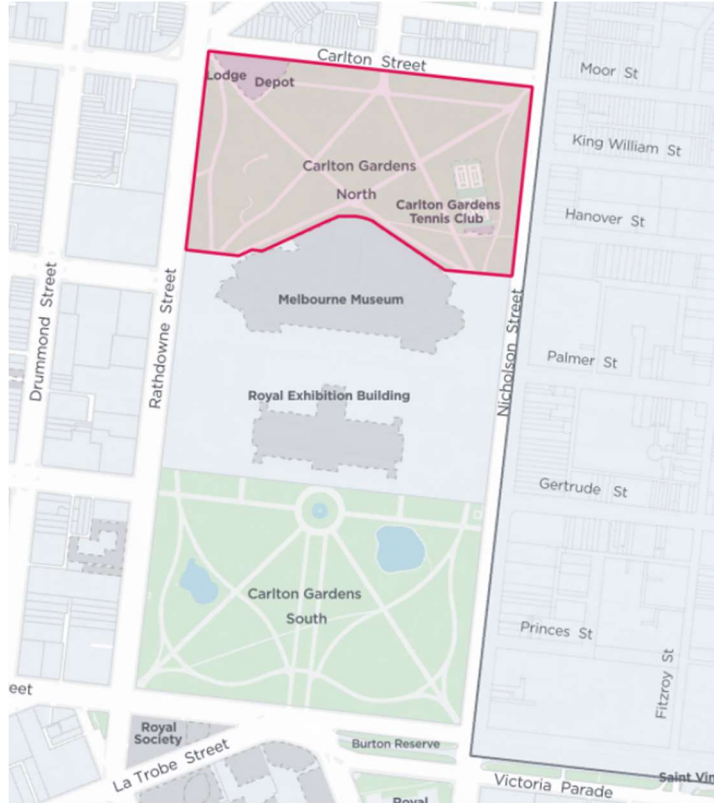 Carlton Street
Moor St
Lodge
Depot
King William St
Carlton Gardens
North
Carlton Gardens
Tennis Club
Hanover St
Drummond Street
Rathdowne Street
Melbourne Museum
Nicholson Street
Palmer St
Royal Exhibition Building
Gertrude St
Carlton Gardens
South
Princes St
Fitzroy St
eet
Royal
Society
La Trobe Street
Burton Reserve
Victoria Parade
Saint Vin
Royal